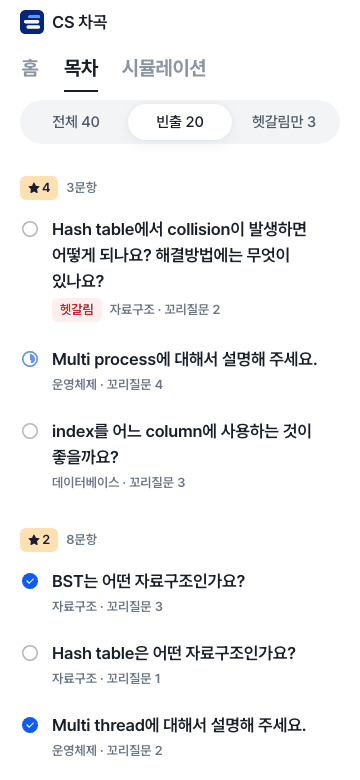 CS 차곡
홈 목차 시뮬레이션
전체 40 빈출 20 헷갈림만 3
★4 3문항
Hash table에서 collision이 발생하면
어떻게 되나요? 해결방법에는 무엇이
있나요?
헷갈림 자료구조 · 꼬리질문 2
Multi process에 대해서 설명해 주세요.
운영체제 · 꼬리질문 4
index를 어느 column에 사용하는 것이
좋을까요?
데이터베이스 · 꼬리질문 3
★2 8문항
BST는 어떤 자료구조인가요?
자료구조 · 꼬리질문 3
Hash table은 어떤 자료구조인가요?
자료구조 · 꼬리질문 1
Multi thread에 대해서 설명해 주세요.
운영체제 · 꼬리질문 2